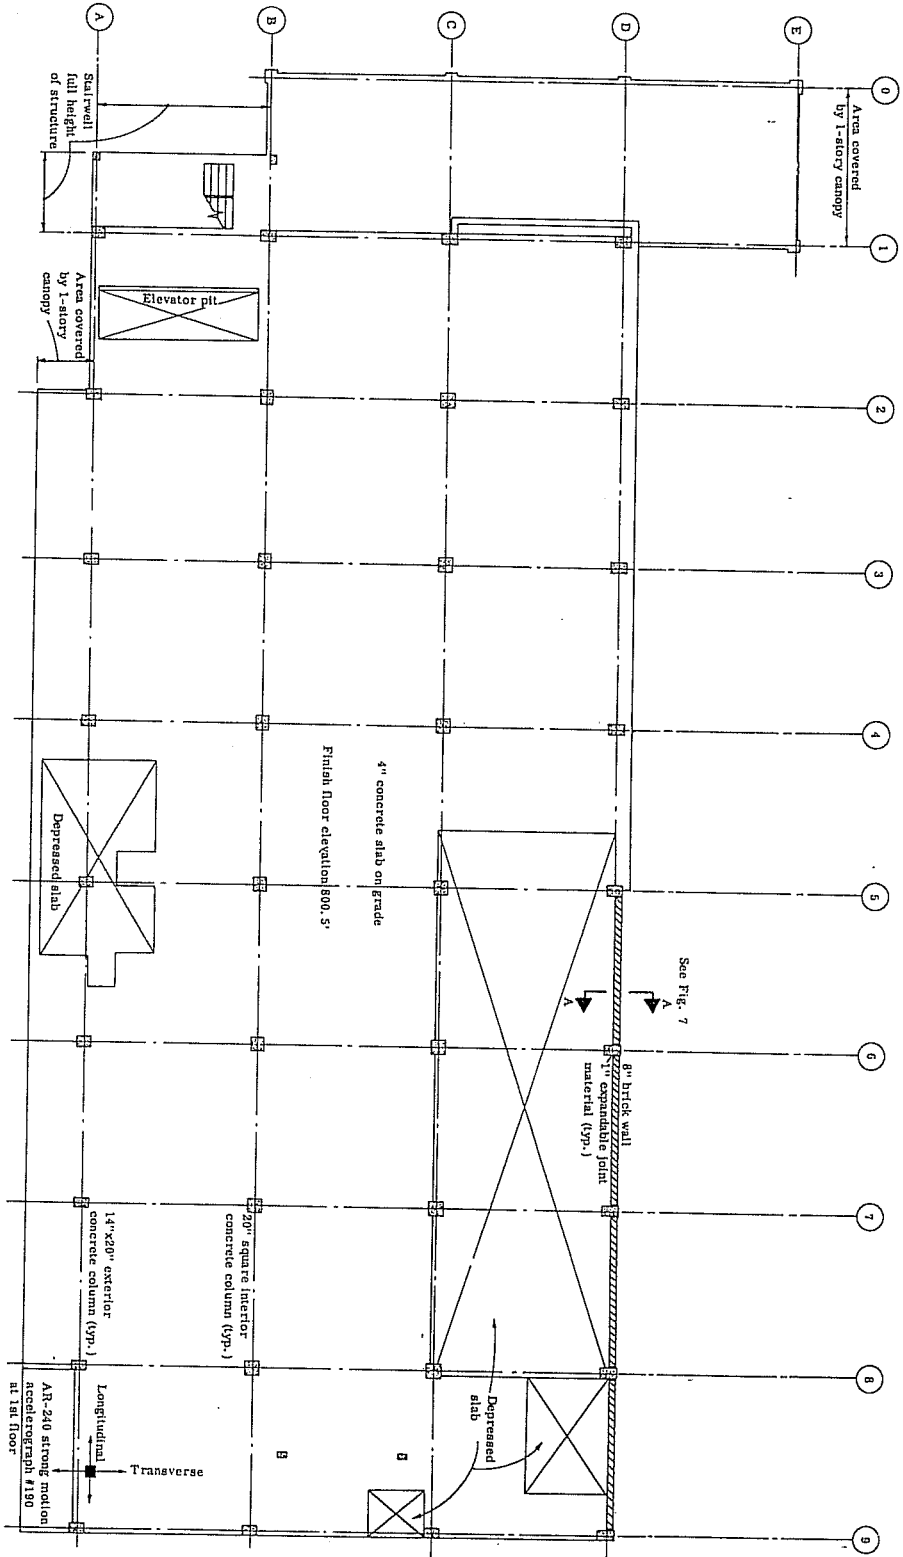 A
B
C
D
E
0
1
2
3
4
5
6
7
8
9
Area covered
by 1-story canopy
Stairwell
full height
of structure
Area covered
by 1-story
canopy
Elevator pit
4" concrete slab on grade
Finish floor elevation 800.5'
Depressed slab
See Fig. 7
A
A
8" brick wall
1" expandable joint
material (typ.)
20" square interior
concrete column (typ.)
14"x20" exterior
concrete column (typ.)
Depressed
slab
Longitudinal
Transverse
AR-240 strong motion
accelerograph #190
at 1st floor